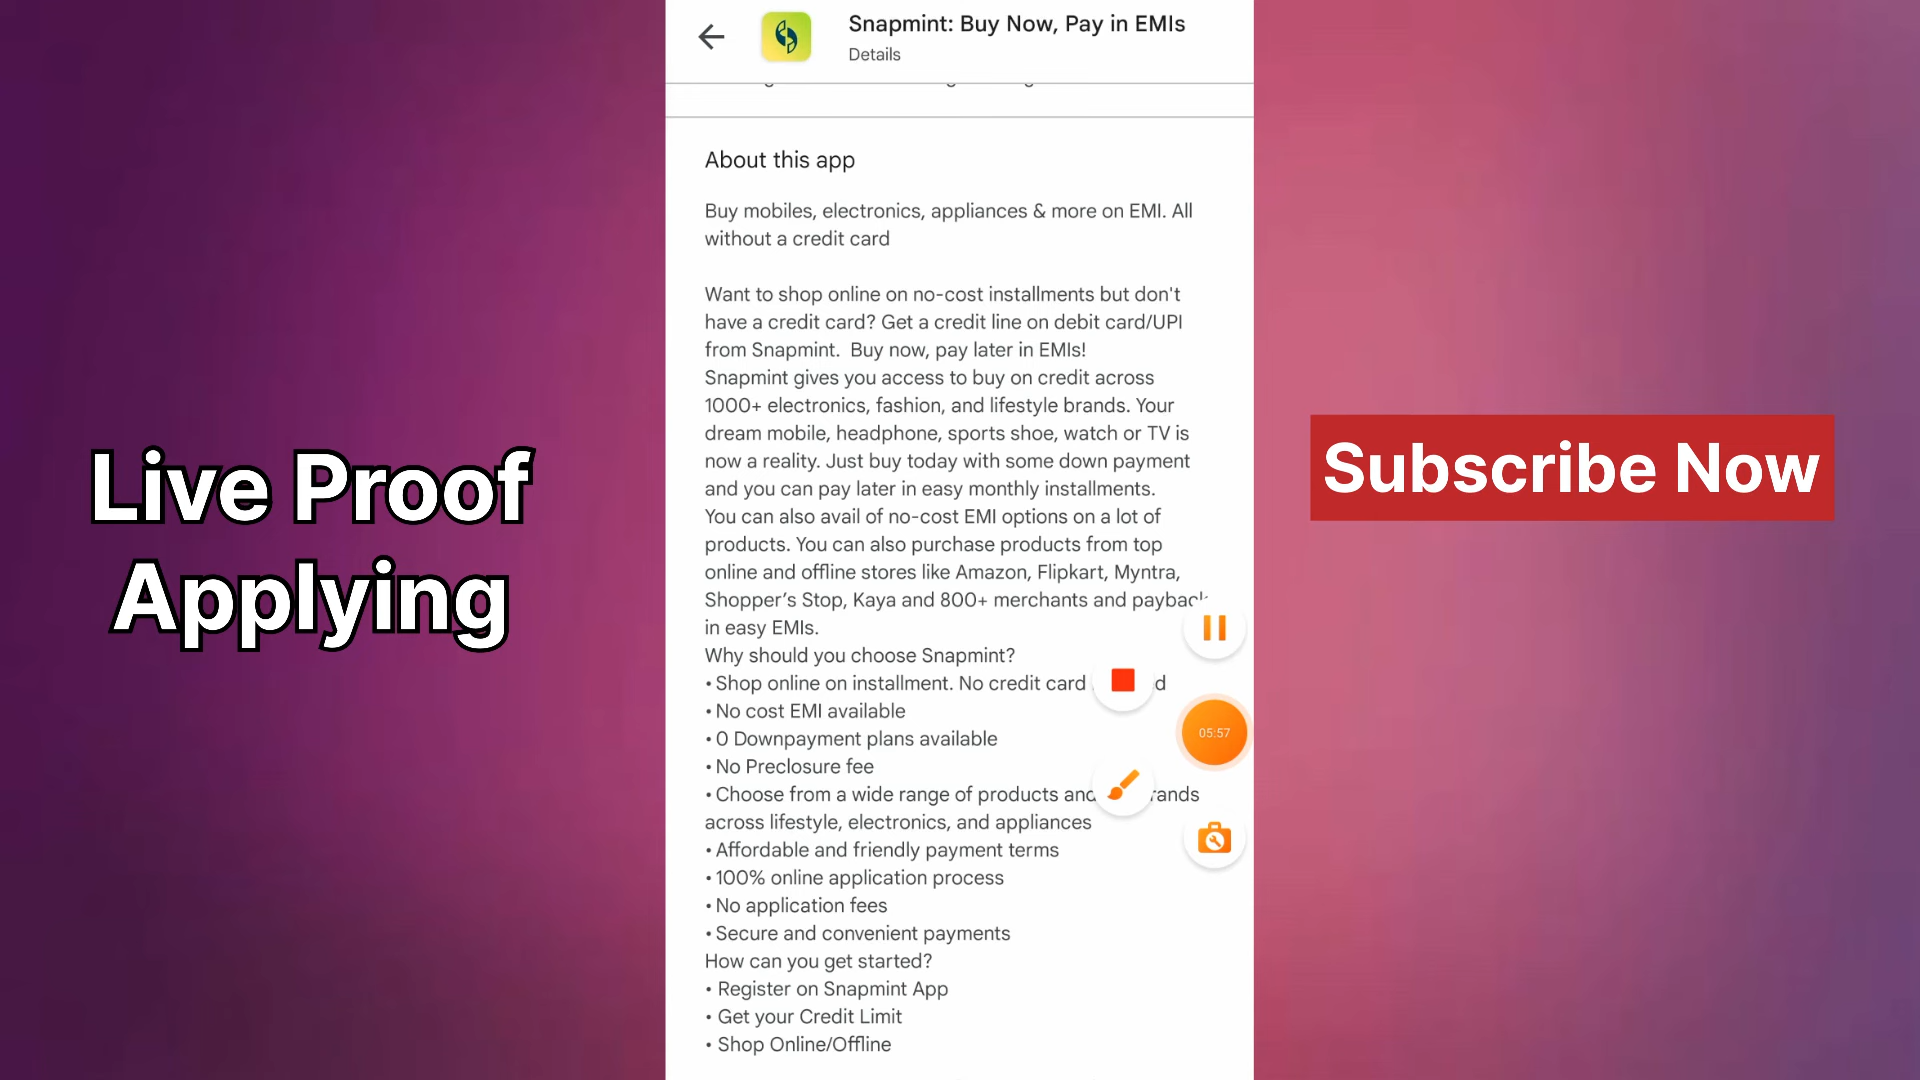 Snapmint: Buy Now, Pay in EMIs
Details
About this app
Buy mobiles, electronics, appliances & more on EMI. All
without a credit card
Want to shop online on no-cost installments but don't
have a credit card? Get a credit line on debit card/UPI
from Snapmint.  Buy now, pay later in EMIs!
Snapmint gives you access to buy on credit across
1000+ electronics, fashion, and lifestyle brands. Your
dream mobile, headphone, sports shoe, watch or TV is
now a reality. Just buy today with some down payment
and you can pay later in easy monthly installments.
You can also avail of no-cost EMI options on a lot of
products. You can also purchase products from top
online and offline stores like Amazon, Flipkart, Myntra,
Shopper's Stop, Kaya and 800+ merchants and payback
in easy EMIs.
Why should you choose Snapmint?
• Shop online on installment. No credit card
• No cost EMI available
• 0 Downpayment plans available
• No Preclosure fee
• Choose from a wide range of products and
across lifestyle, electronics, and appliances
• Affordable and friendly payment terms
• 100% online application process
• No application fees
• Secure and convenient payments
How can you get started?
• Register on Snapmint App
• Get your Credit Limit
• Shop Online/Offline
05:57
Live Proof
Applying
Subscribe Now